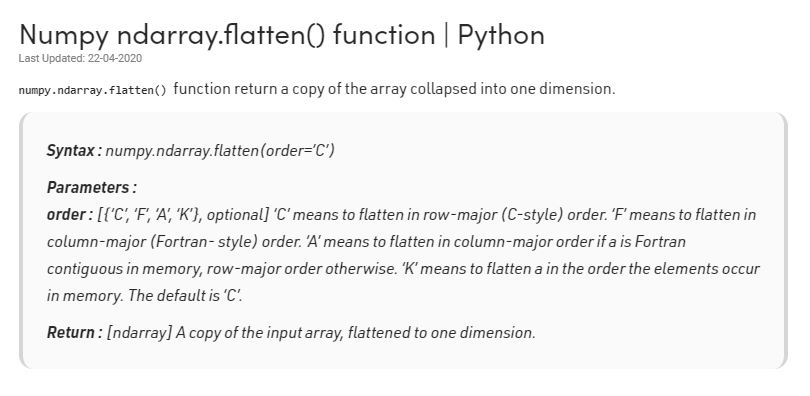 Numpy ndarray.flatten() function | Python
Last Updated: 22-04-2020
numpy.ndarray.flatten() function return a copy of the array collapsed into one dimension.
Syntax : numpy.ndarray.flatten(order='C')
Parameters :
order : [{'C', 'F', 'A', 'K'}, optional] 'C' means to flatten in row-major (C-style) order. 'F' means to flatten in
column-major (Fortran- style) order. 'A' means to flatten in column-major order if a is Fortran
contiguous in memory, row-major order otherwise. 'K' means to flatten a in the order the elements occur
in memory. The default is 'C'.
Return : [ndarray] A copy of the input array, flattened to one dimension.